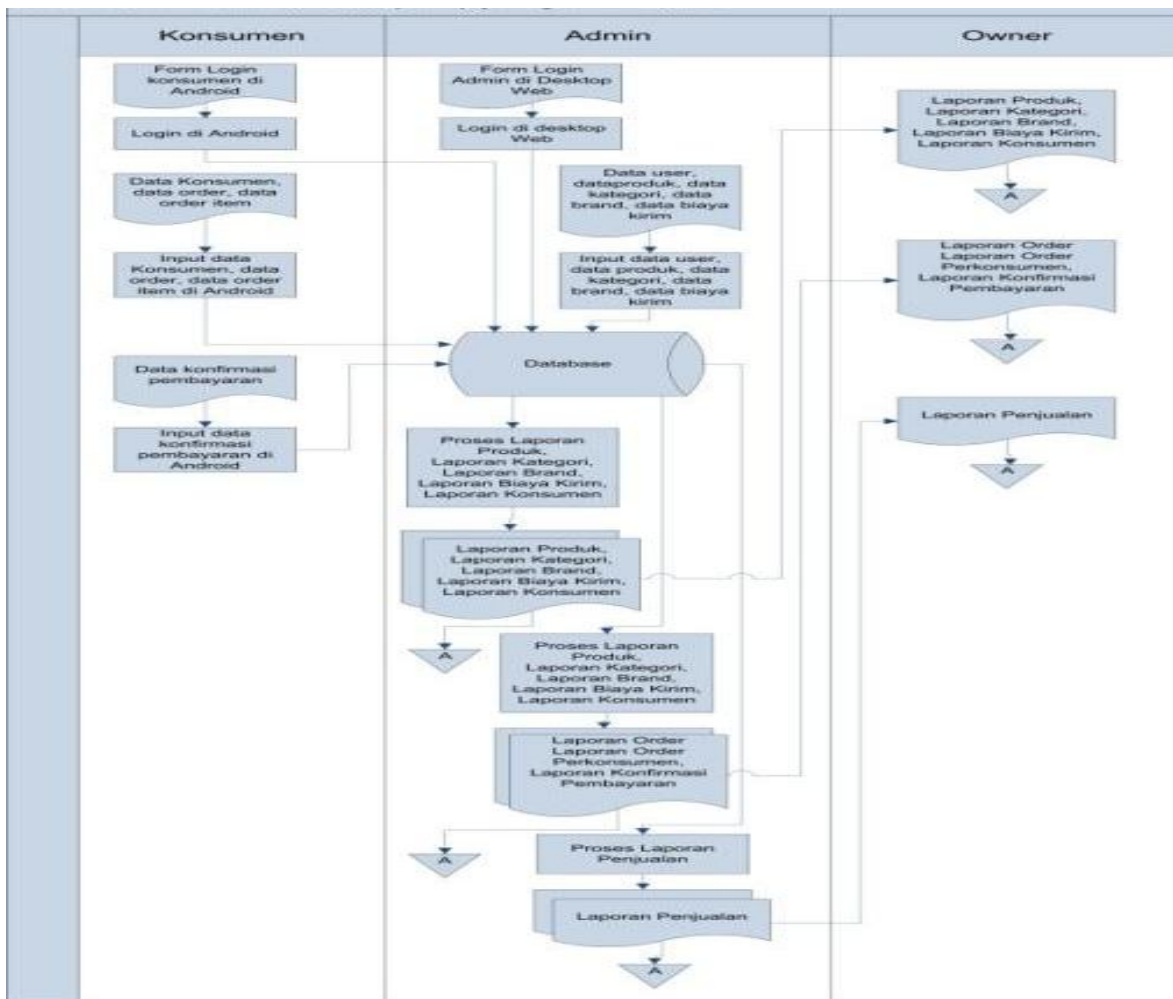 Konsumen
Admin
Owner
Form Login
konsumen di
Android
Login di Android
Data Konsumen,
data order, data
order item
Input data
Konsumen, data
order, data order
item di Android
Data konfirmasi
pembayaran
Input data
konfirmasi
pembayaran di
Android
Form Login
Admin di Desktop
Web
Login di desktop
Web
Data user,
dataproduk, data
kategori, data
brand, data biaya
kirim
Input data user,
data produk, data
kategori, data
brand, data biaya
kirim
Database
Proses Laporan
Produk,
Laporan Kategori,
Laporan Brand,
Laporan Biaya Kirim,
Laporan Konsumen
Laporan Produk,
Laporan Kategori,
Laporan Brand,
Laporan Biaya Kirim,
Laporan Konsumen
A
Proses Laporan
Produk,
Laporan Kategori,
Laporan Brand,
Laporan Biaya Kirim,
Laporan Konsumen
Laporan Order
Laporan Order
Perkonsumen,
Laporan Konfirmasi
Pembayaran
A
Proses Laporan
Penjualan
Laporan Penjualan
A
Laporan Produk,
Laporan Kategori,
Laporan Brand,
Laporan Biaya Kirim,
Laporan Konsumen
A
Laporan Order
Laporan Order
Perkonsumen,
Laporan Konfirmasi
Pembayaran
A
Laporan Penjualan
A